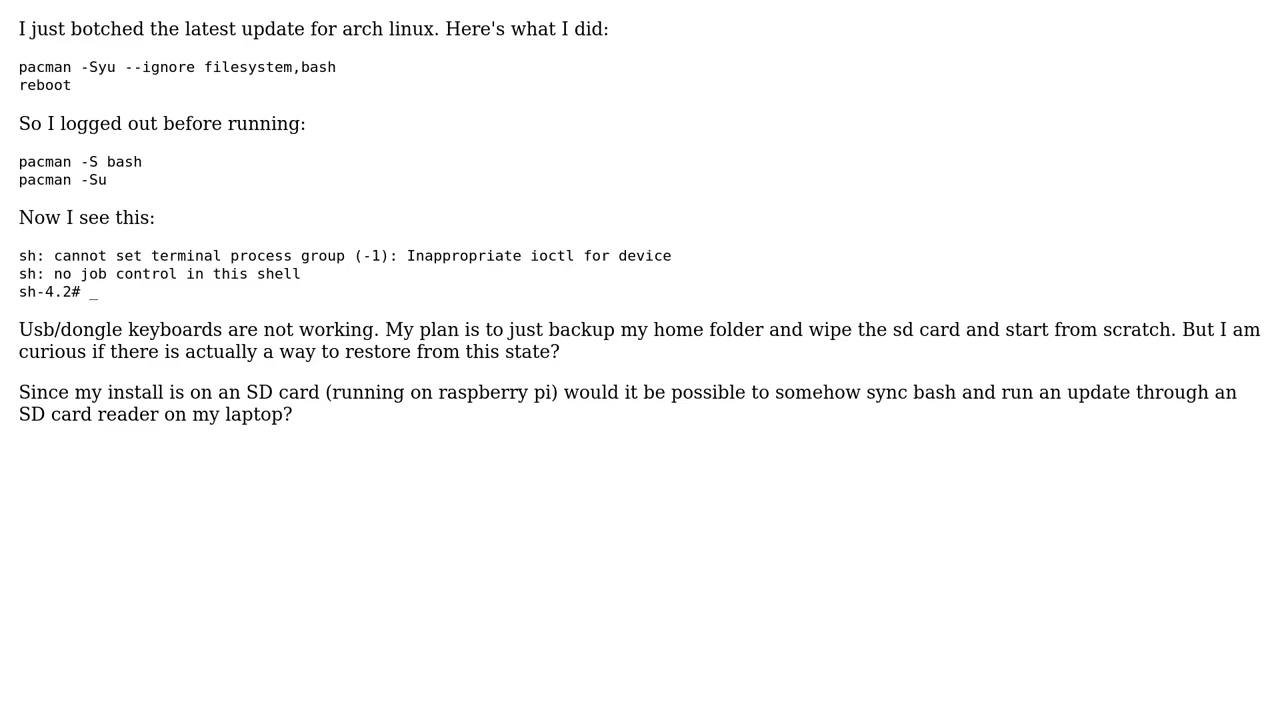 I just botched the latest update for arch linux. Here's what I did:
pacman -Syu --ignore filesystem,bash
reboot
So I logged out before running:
pacman -S bash
pacman -Su
Now I see this:
sh: cannot set terminal process group (-1): Inappropriate ioctl for device
sh: no job control in this shell
sh-4.2# _
Usb/dongle keyboards are not working. My plan is to just backup my home folder and wipe the sd card and start from scratch. But I am
curious if there is actually a way to restore from this state?
Since my install is on an SD card (running on raspberry pi) would it be possible to somehow sync bash and run an update through an
SD card reader on my laptop?